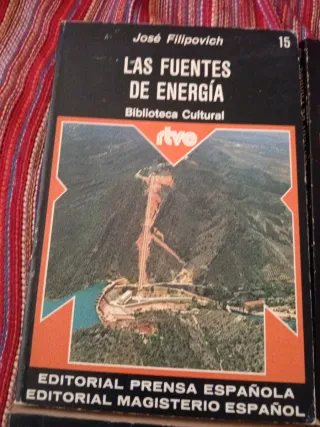 José Filipovich
15
LAS FUENTES
DE ENERGÍA
Biblioteca Cultural
rtve
EDITORIAL PRENSA ESPAÑOLA
EDITORIAL MAGISTERIO ESPAÑOL